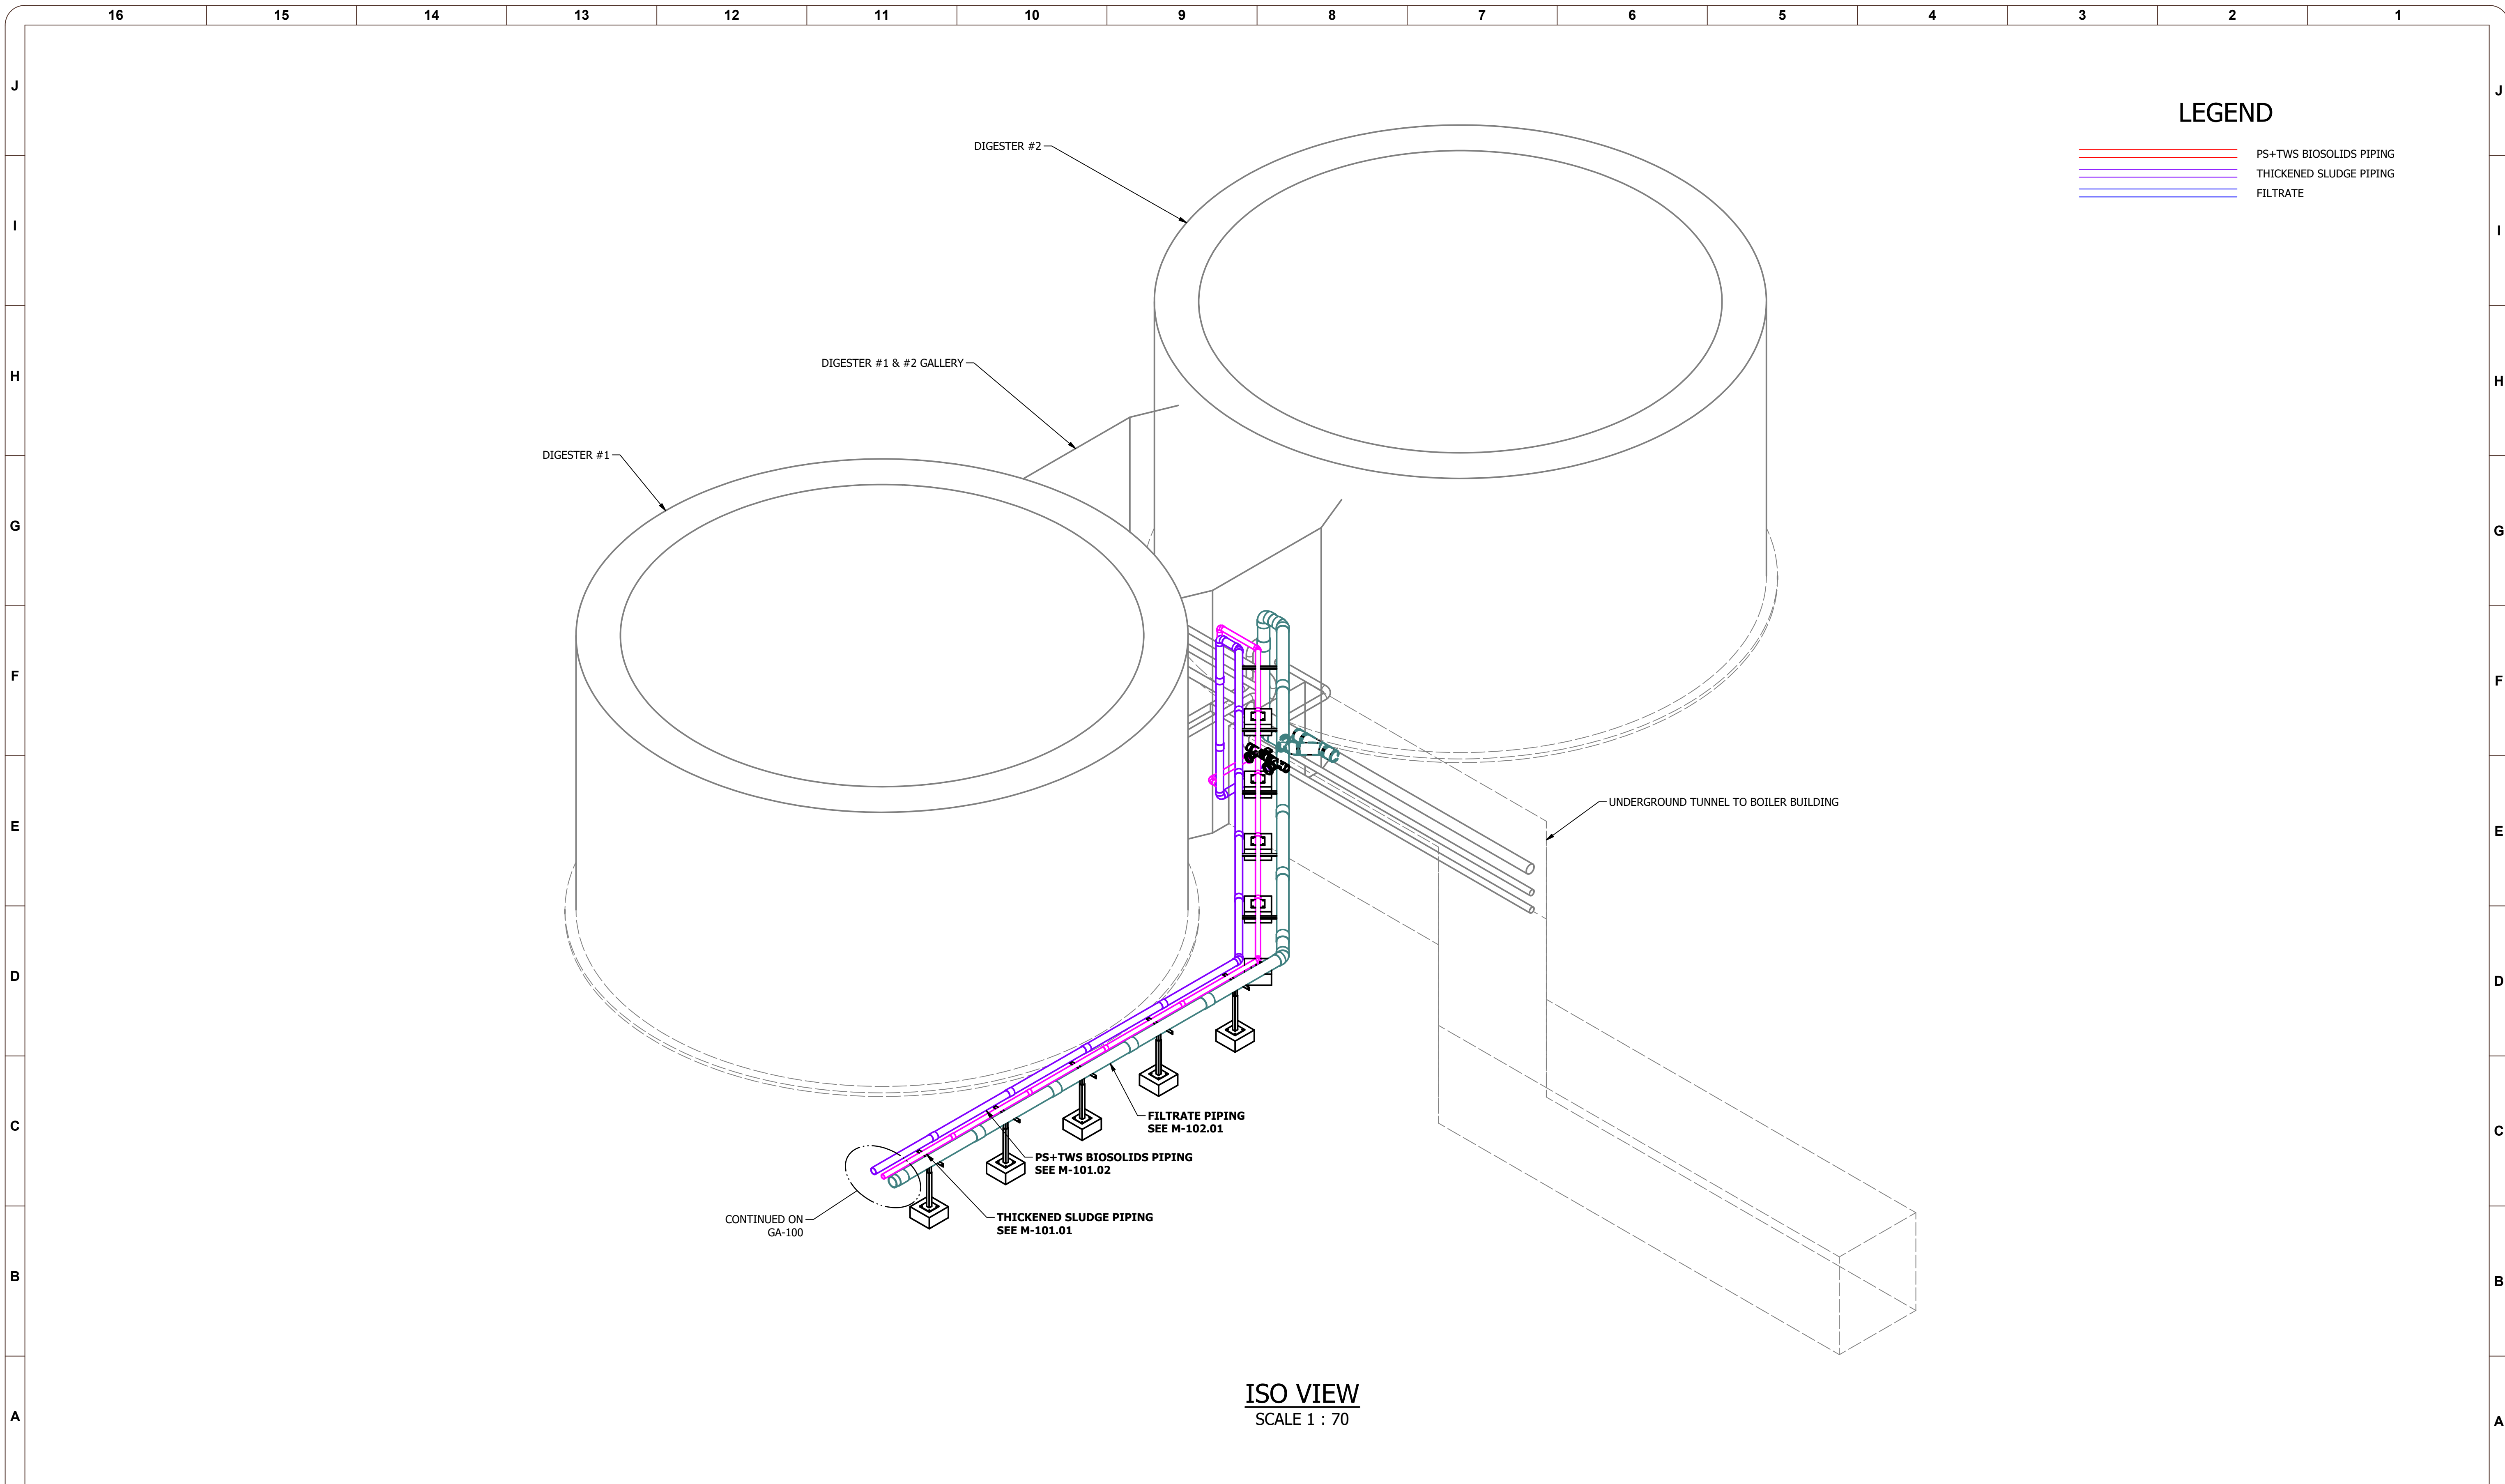 16 15 14 13 12 11 10 9 8 7 6 5 4 3 2 1
J J
LEGEND
PS+TWS BIOSOLIDS PIPING
THICKENED SLUDGE PIPING
FILTRATE
DIGESTER #2
I I
DIGESTER #1 & #2 GALLERY
H H
DIGESTER #1
G G
F F
UNDERGROUND TUNNEL TO BOILER BUILDING
E E
D D
FILTRATE PIPING
SEE M-102.01
C C
PS+TWS BIOSOLIDS PIPING
SEE M-101.02
THICKENED SLUDGE PIPING
SEE M-101.01
CONTINUED ON
GA-100
B B
ISO VIEW
SCALE 1 : 70
A A